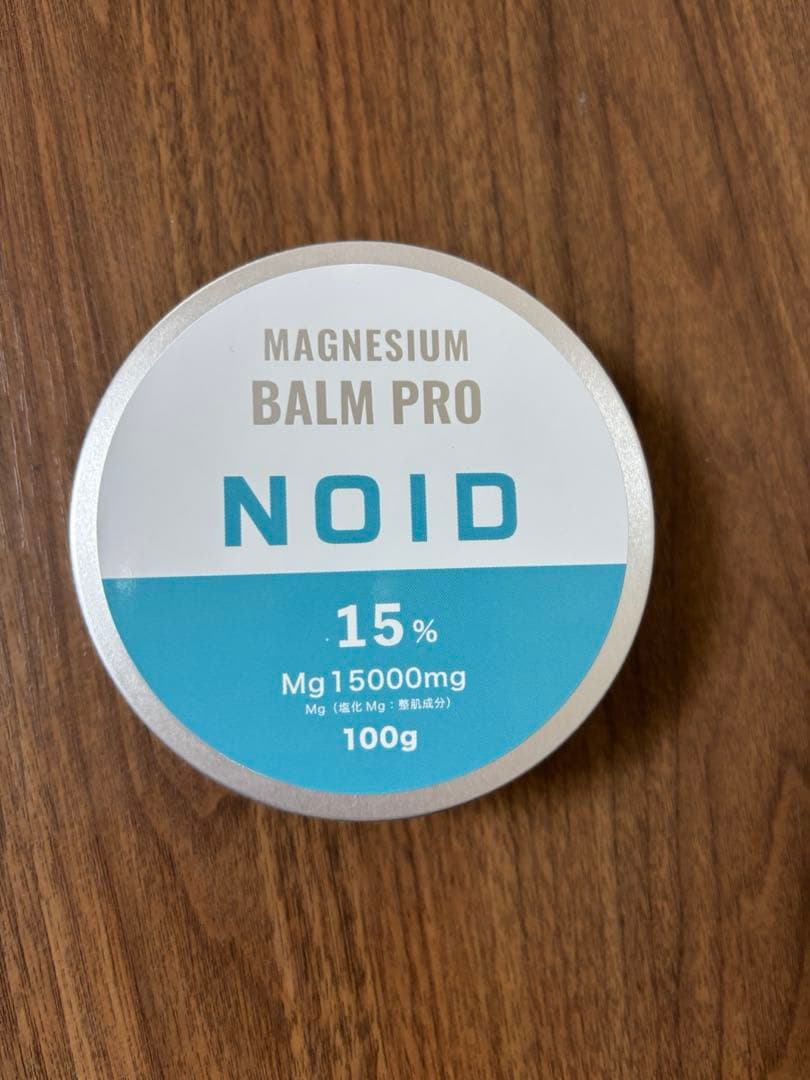 MAGNESIUM
BALM PRO
NOID
15%
Mg15000mg
Mg（塩化Mg：整肌成分）
100g